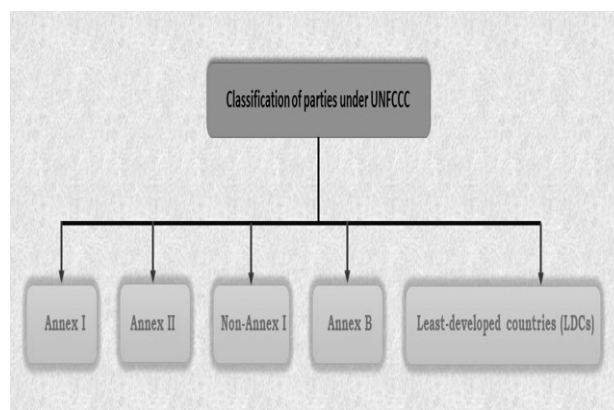 Classification of parties under UNFCCC
Annex I
Annex II
Non-Annex I
Annex B
Least-developed countries (LDCs)